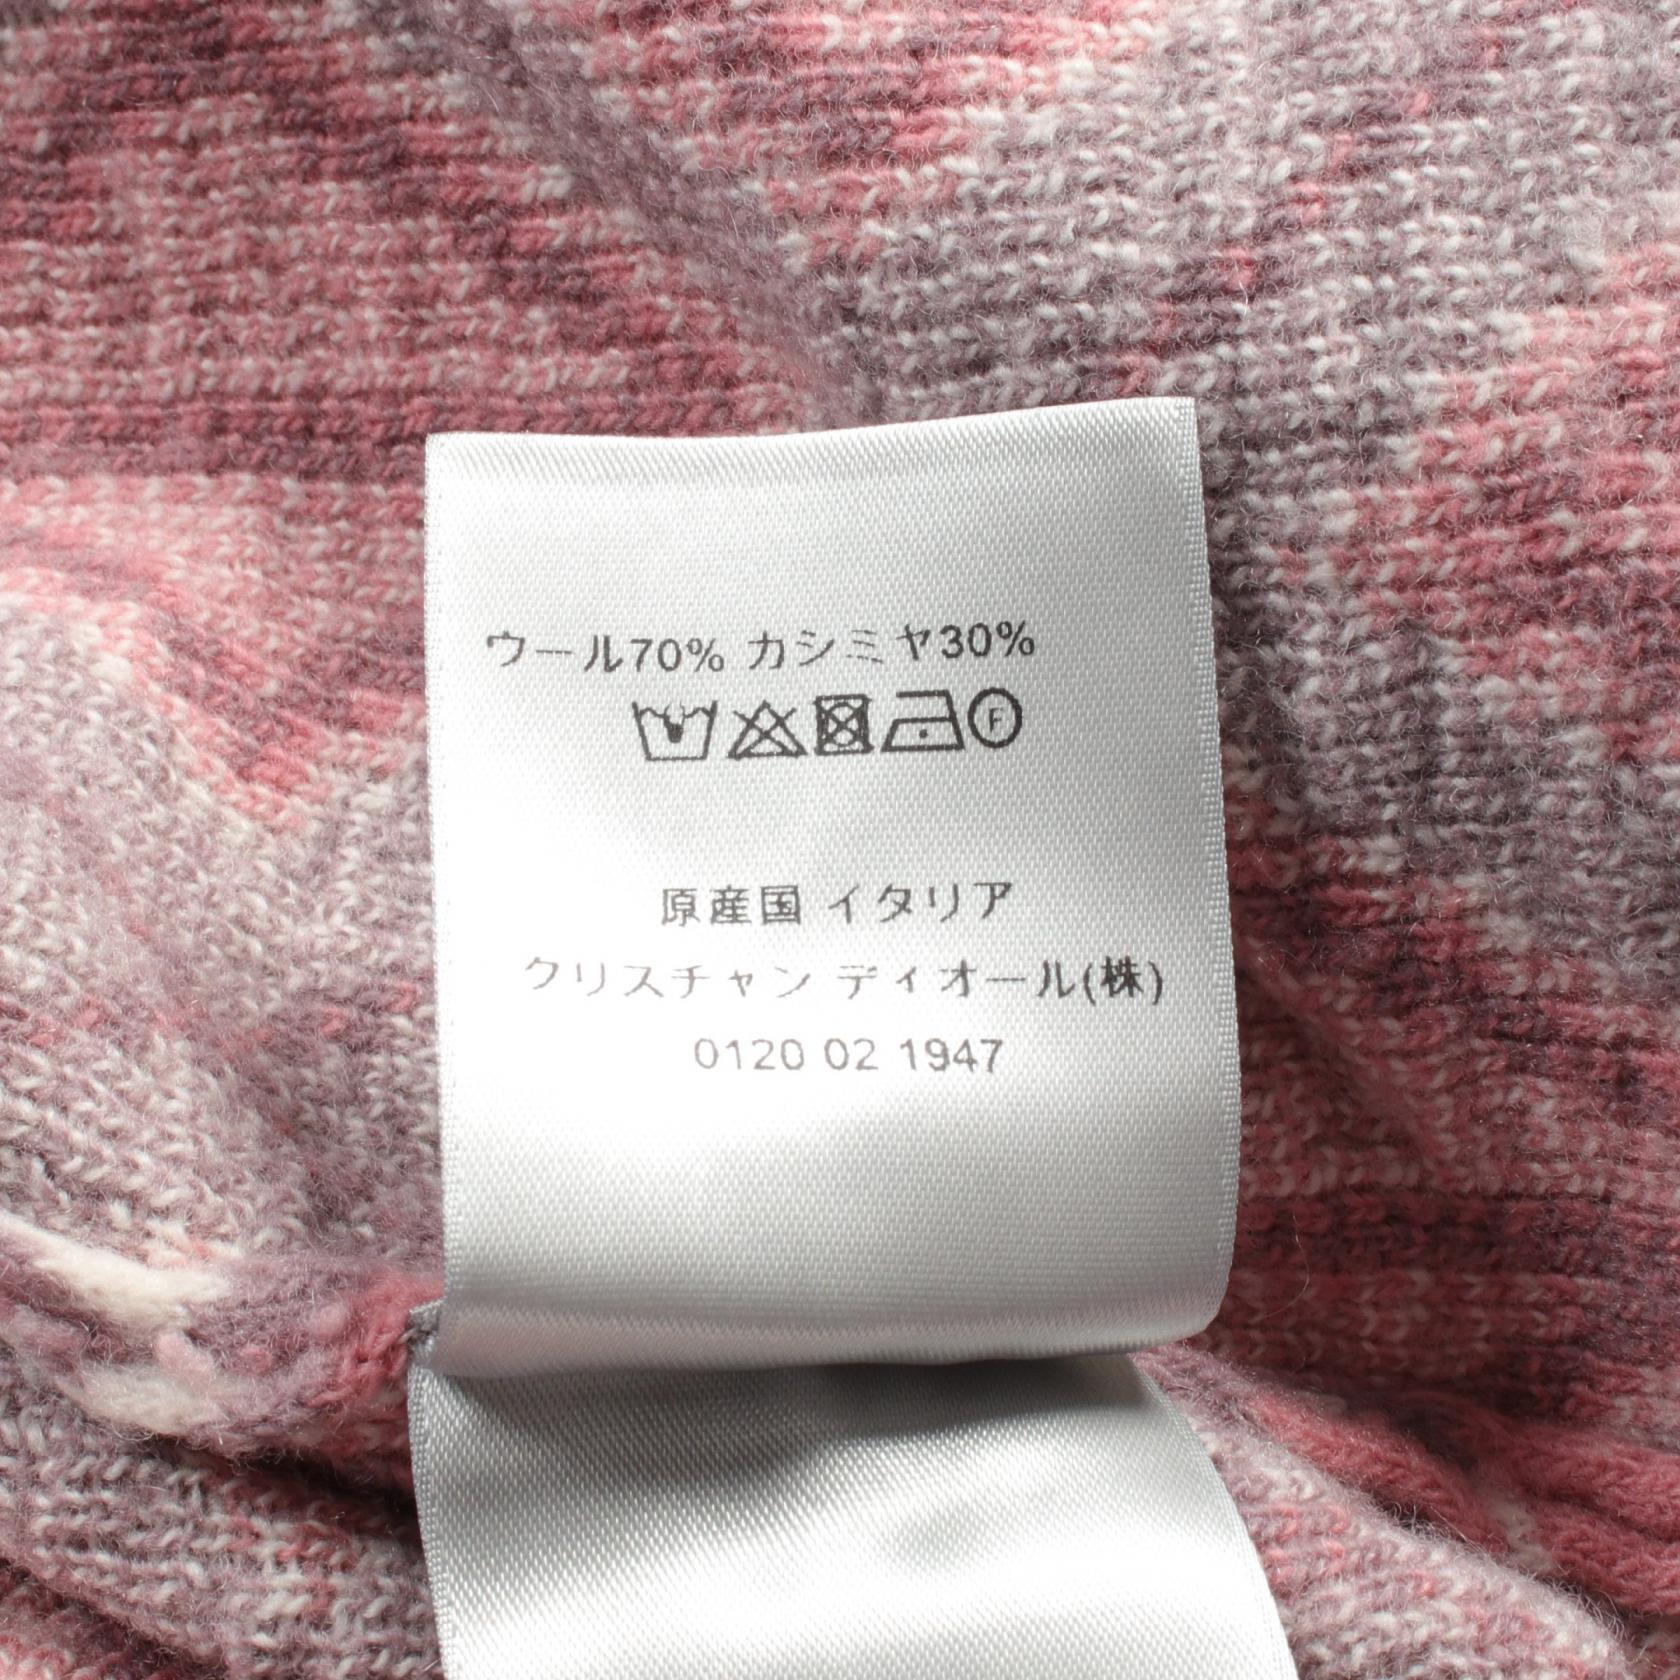 ウール70% カシミヤ30%
F
原産国 イタリア
クリスチャン ディオール(株)
0120 02 1947